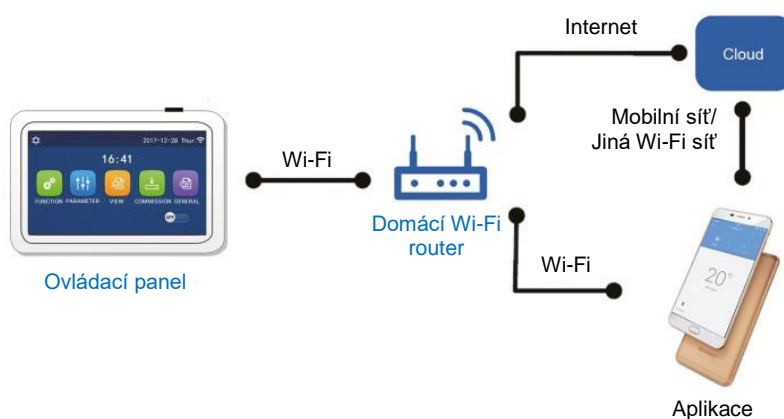 Internet
Cloud
Mobilní síť/
Jiná Wi-Fi síť
2017-12-28 Thur.
16:41
Wi-Fi
FUNCTION PARAMETER VIEW COMMISSION GENERAL
OFF
Domácí Wi-Fi
router
Wi-Fi
Ovládací panel
20°
Aplikace